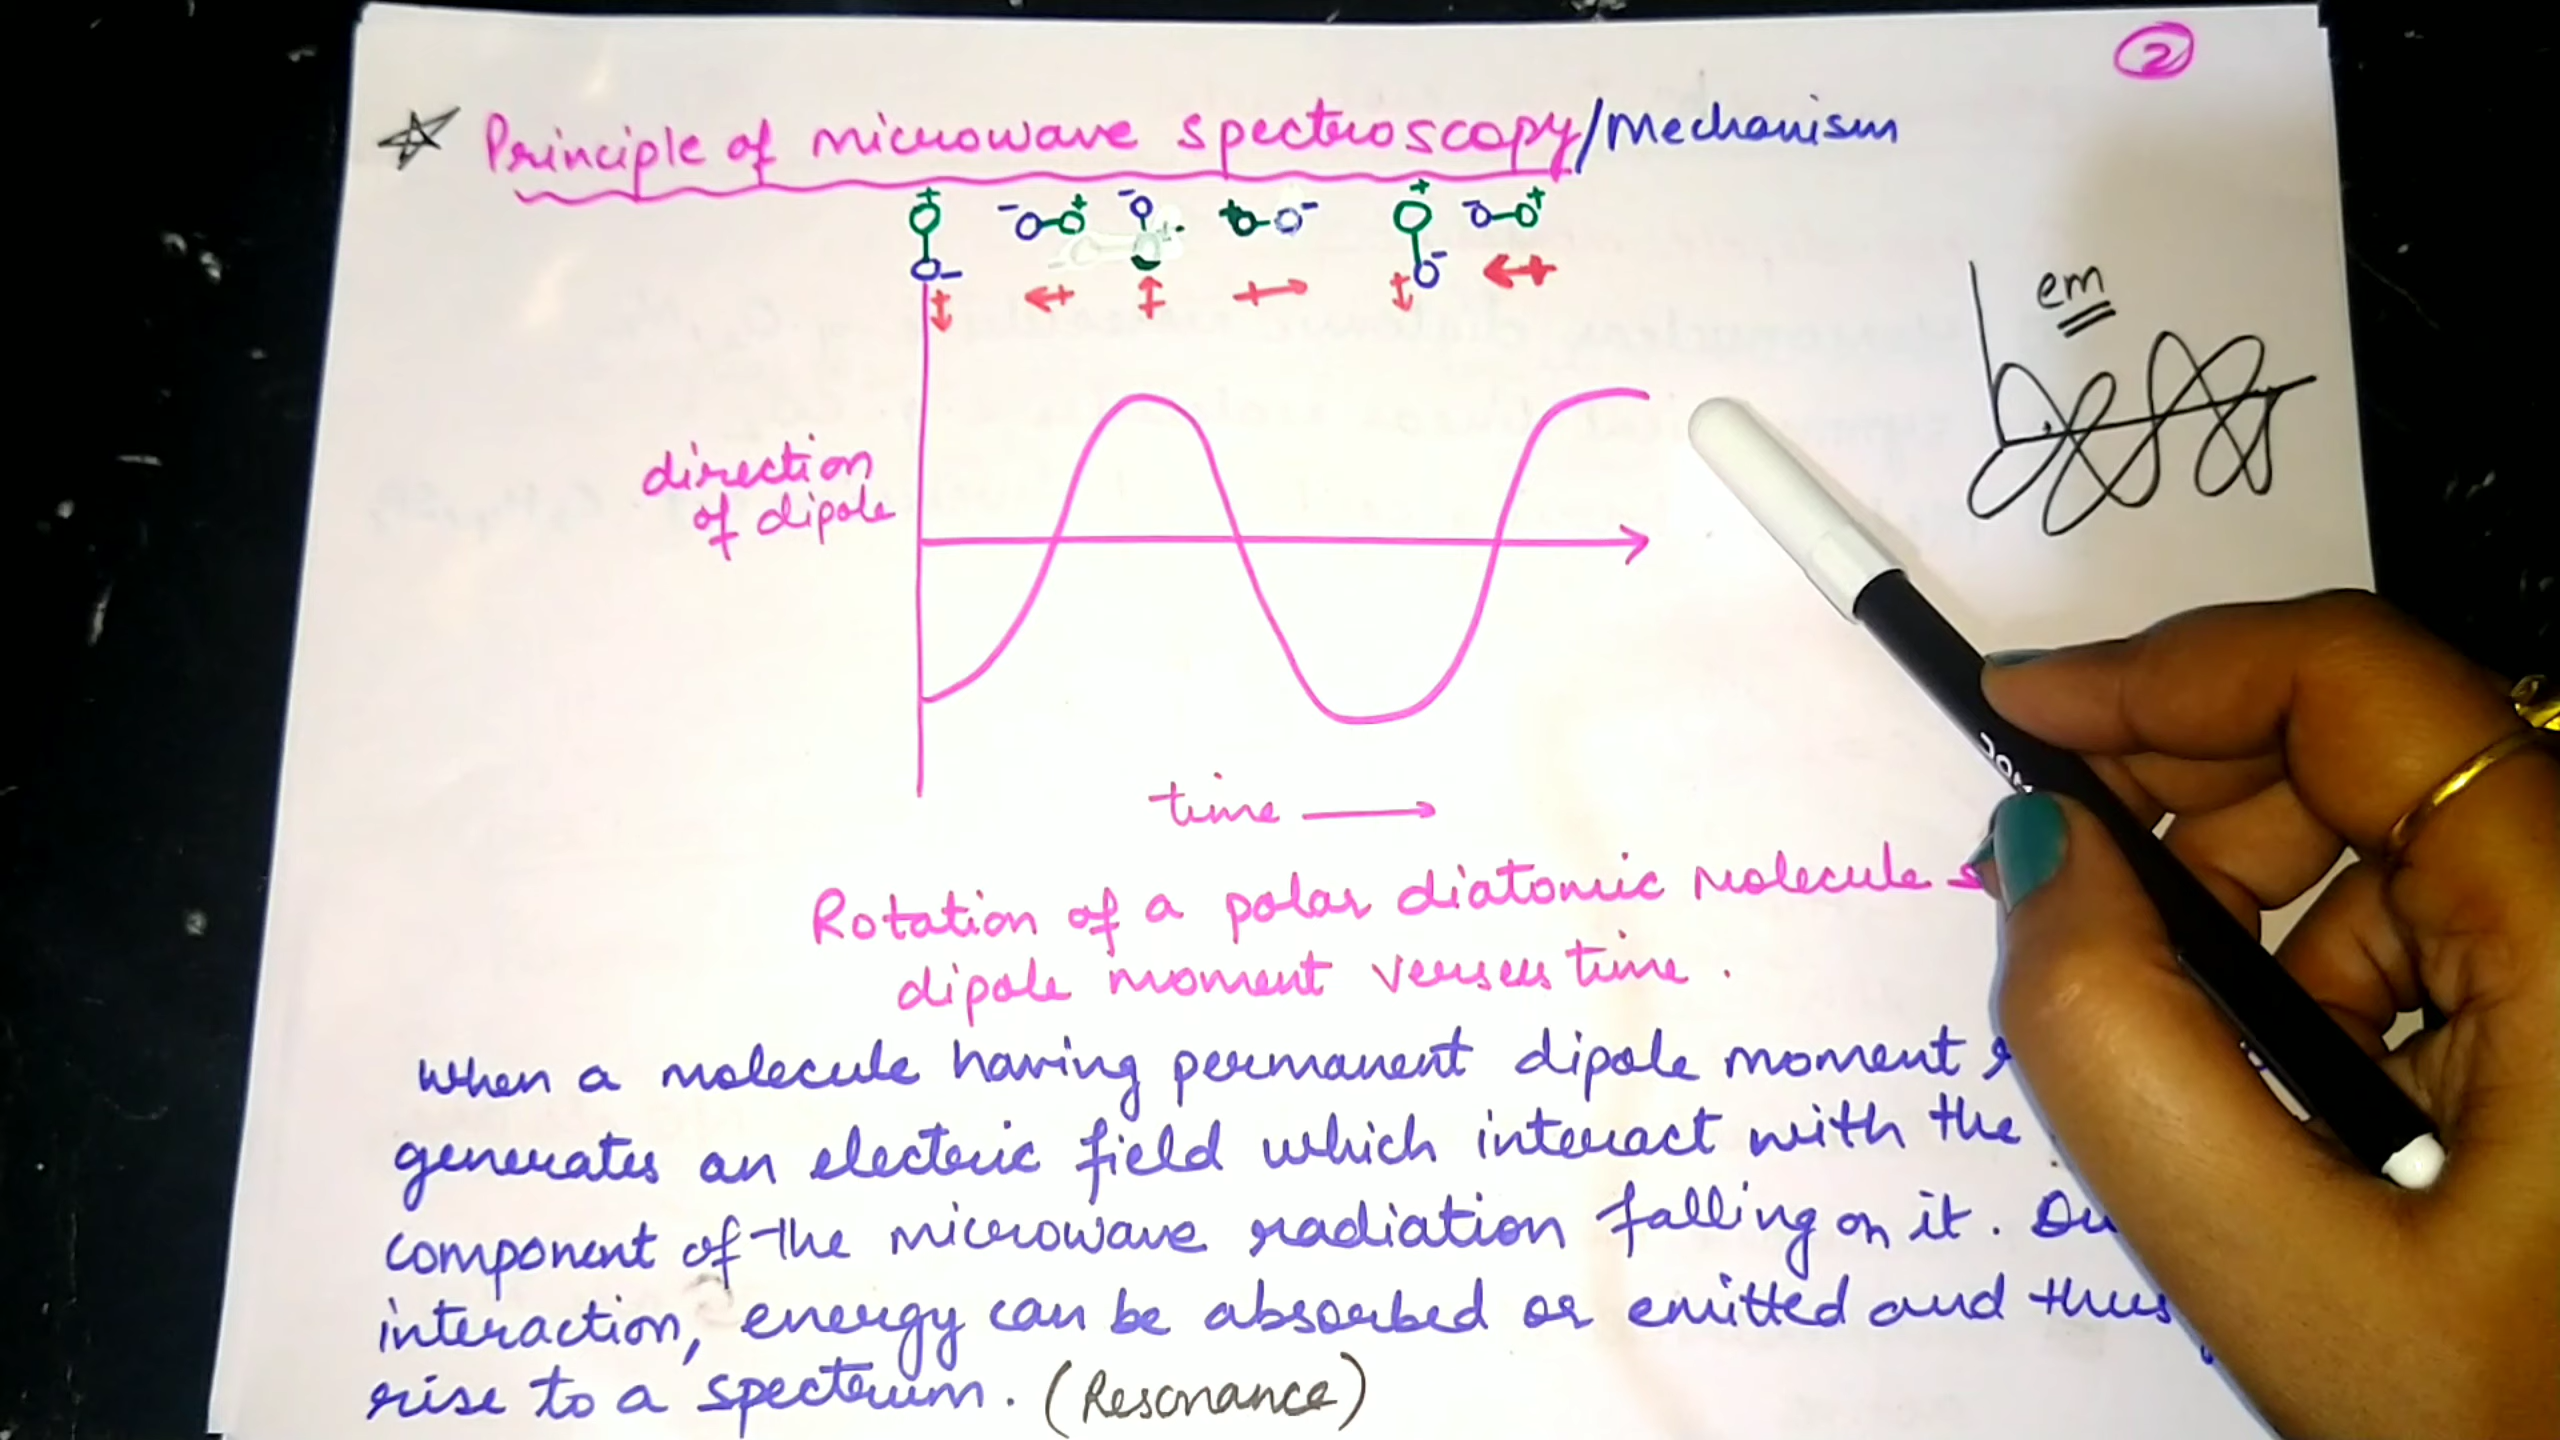 2
Principle of microwave spectroscopy/Mechanism
em
direction
of dipole
time
Rotation of a polar diatomic molecule
dipole moment versus time.
When a molecule having permanent dipole moment
generates an electric field which interact with the
component of the microwave radiation falling on it.
interaction, energy can be absorbed or emitted and thus
rise to a spectrum. (Resonance)